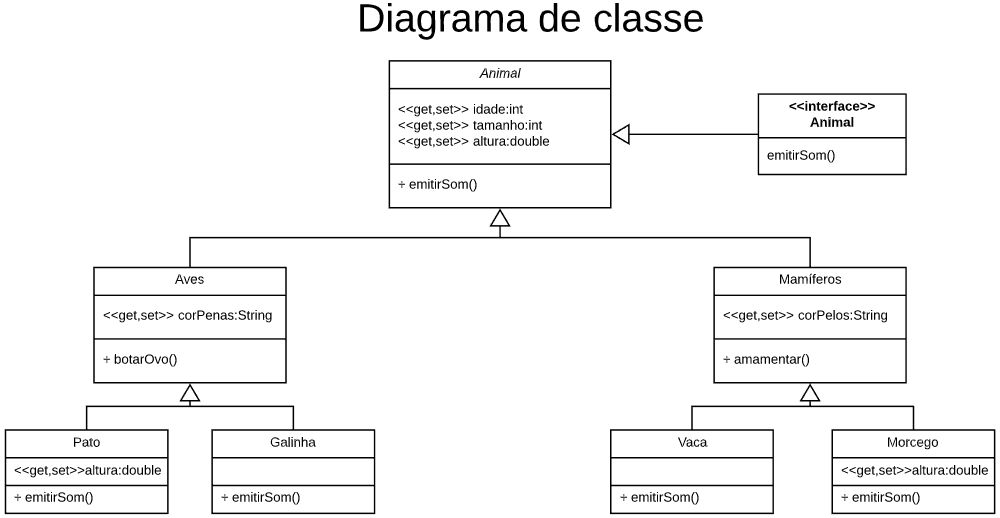 Diagrama de classe
Animal
<<get,set>> idade:int
<<get,set>> tamanho:int
<<get,set>> altura:double
÷ emitirSom()
<<interface>>
Animal
emitirSom()
Aves
<<get,set>> corPenas:String
÷ botarOvo()
Mamíferos
<<get,set>> corPelos:String
÷ amamentar()
Pato
<<get,set>>altura:double
÷ emitirSom()
Galinha
÷ emitirSom()
Vaca
÷ emitirSom()
Morcego
<<get,set>>altura:double
÷ emitirSom()